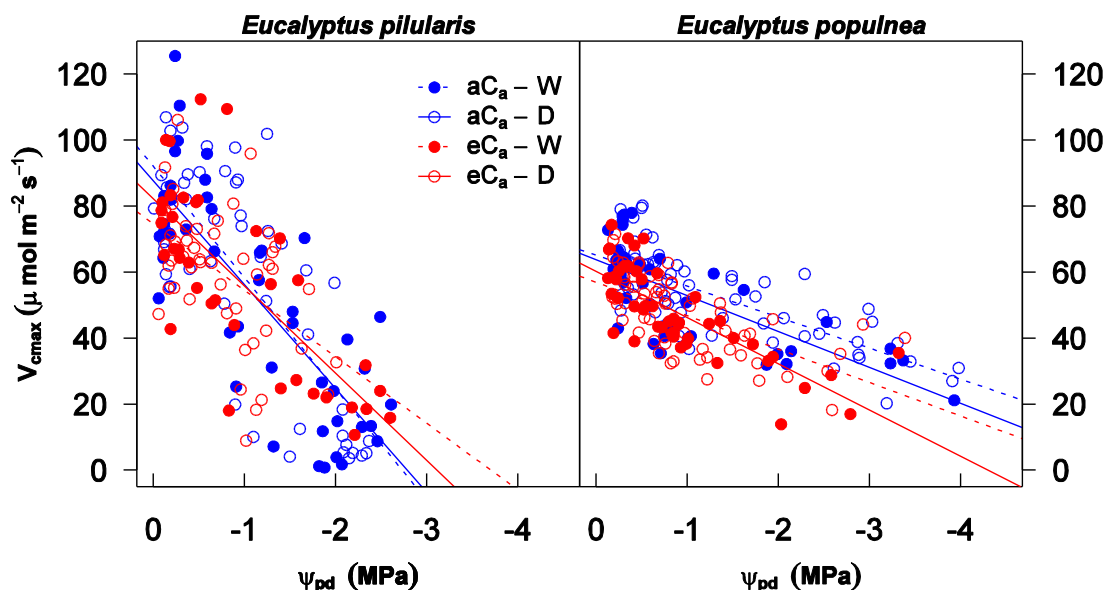 Eucalyptus pilularis
Eucalyptus populnea
V_cmax (μ mol m⁻² s⁻¹)
120
100
80
60
40
20
0
aCₐ – W
aCₐ – D
eCₐ – W
eCₐ – D
120
100
80
60
40
20
0
0 -1 -2 -3 -4
0 -1 -2 -3 -4
ψpd (MPa)
ψpd (MPa)